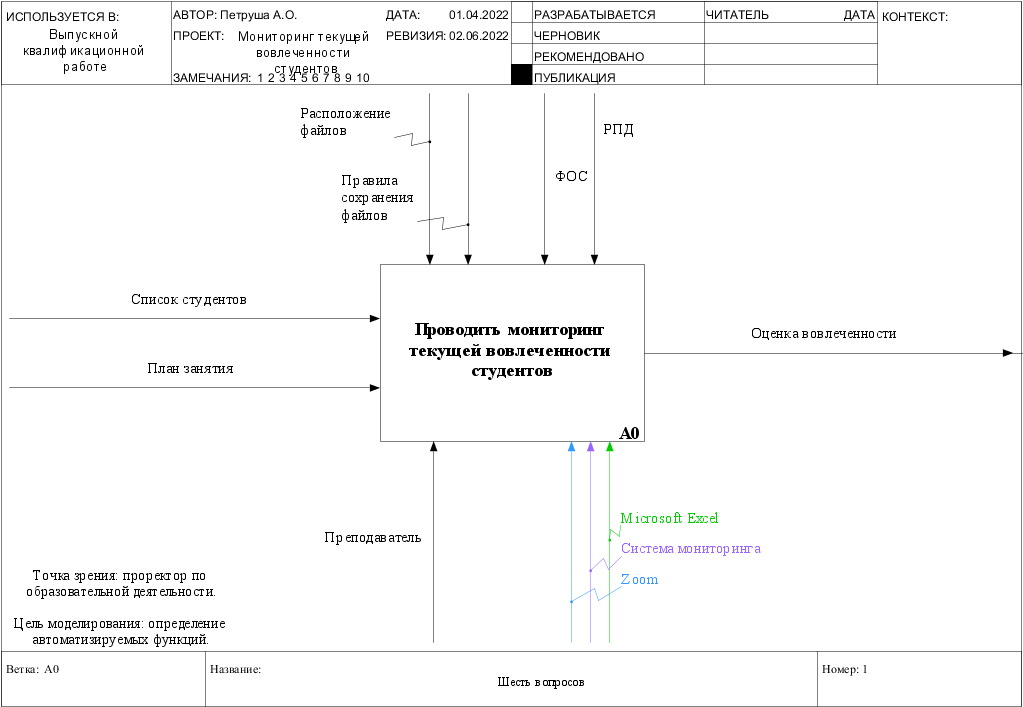 ИСПОЛЬЗУЕТСЯ В:
Выпускной
квалификационной
работе
АВТОР: Петруша А.О.
ДАТА: 01.04.2022
ПРОЕКТ: Мониторинг текущей
вовлеченности
студентов
РЕВИЗИЯ: 02.06.2022
ЗАМЕЧАНИЯ: 1 2 3 4 5 6 7 8 9 10
РАЗРАБАТЫВАЕТСЯ
ЧЕРНОВИК
РЕКОМЕНДОВАНО
ПУБЛИКАЦИЯ
ЧИТАТЕЛЬ
ДАТА
КОНТЕКСТ:
Расположение
файлов
РПД
Правила
сохранения
файлов
ФОС
Список студентов
План занятия
Проводить мониторинг
текущей вовлеченности
студентов
A0
Оценка вовлеченности
Преподаватель
Microsoft Excel
Система мониторинга
Zoom
Точка зрения: проректор по
образовательной деятельности.
Цель моделирования: определение
автоматизируемых функций.
Ветка: A0
Название:
Шесть вопросов
Номер: 1